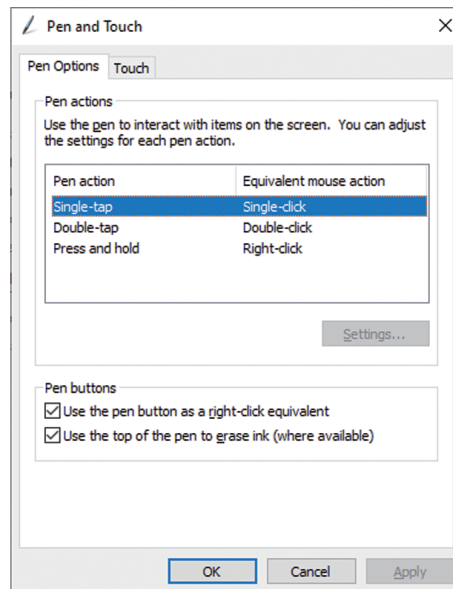 Pen and Touch
Pen Options
Touch
Pen actions
Use the pen to interact with items on the screen.  You can adjust
the settings for each pen action.
Pen action Equivalent mouse action
Single-tap Single-click
Double-tap Double-click
Press and hold Right-click
Settings...
Pen buttons
Use the pen button as a right-click equivalent
Use the top of the pen to erase ink (where available)
OK Cancel Apply